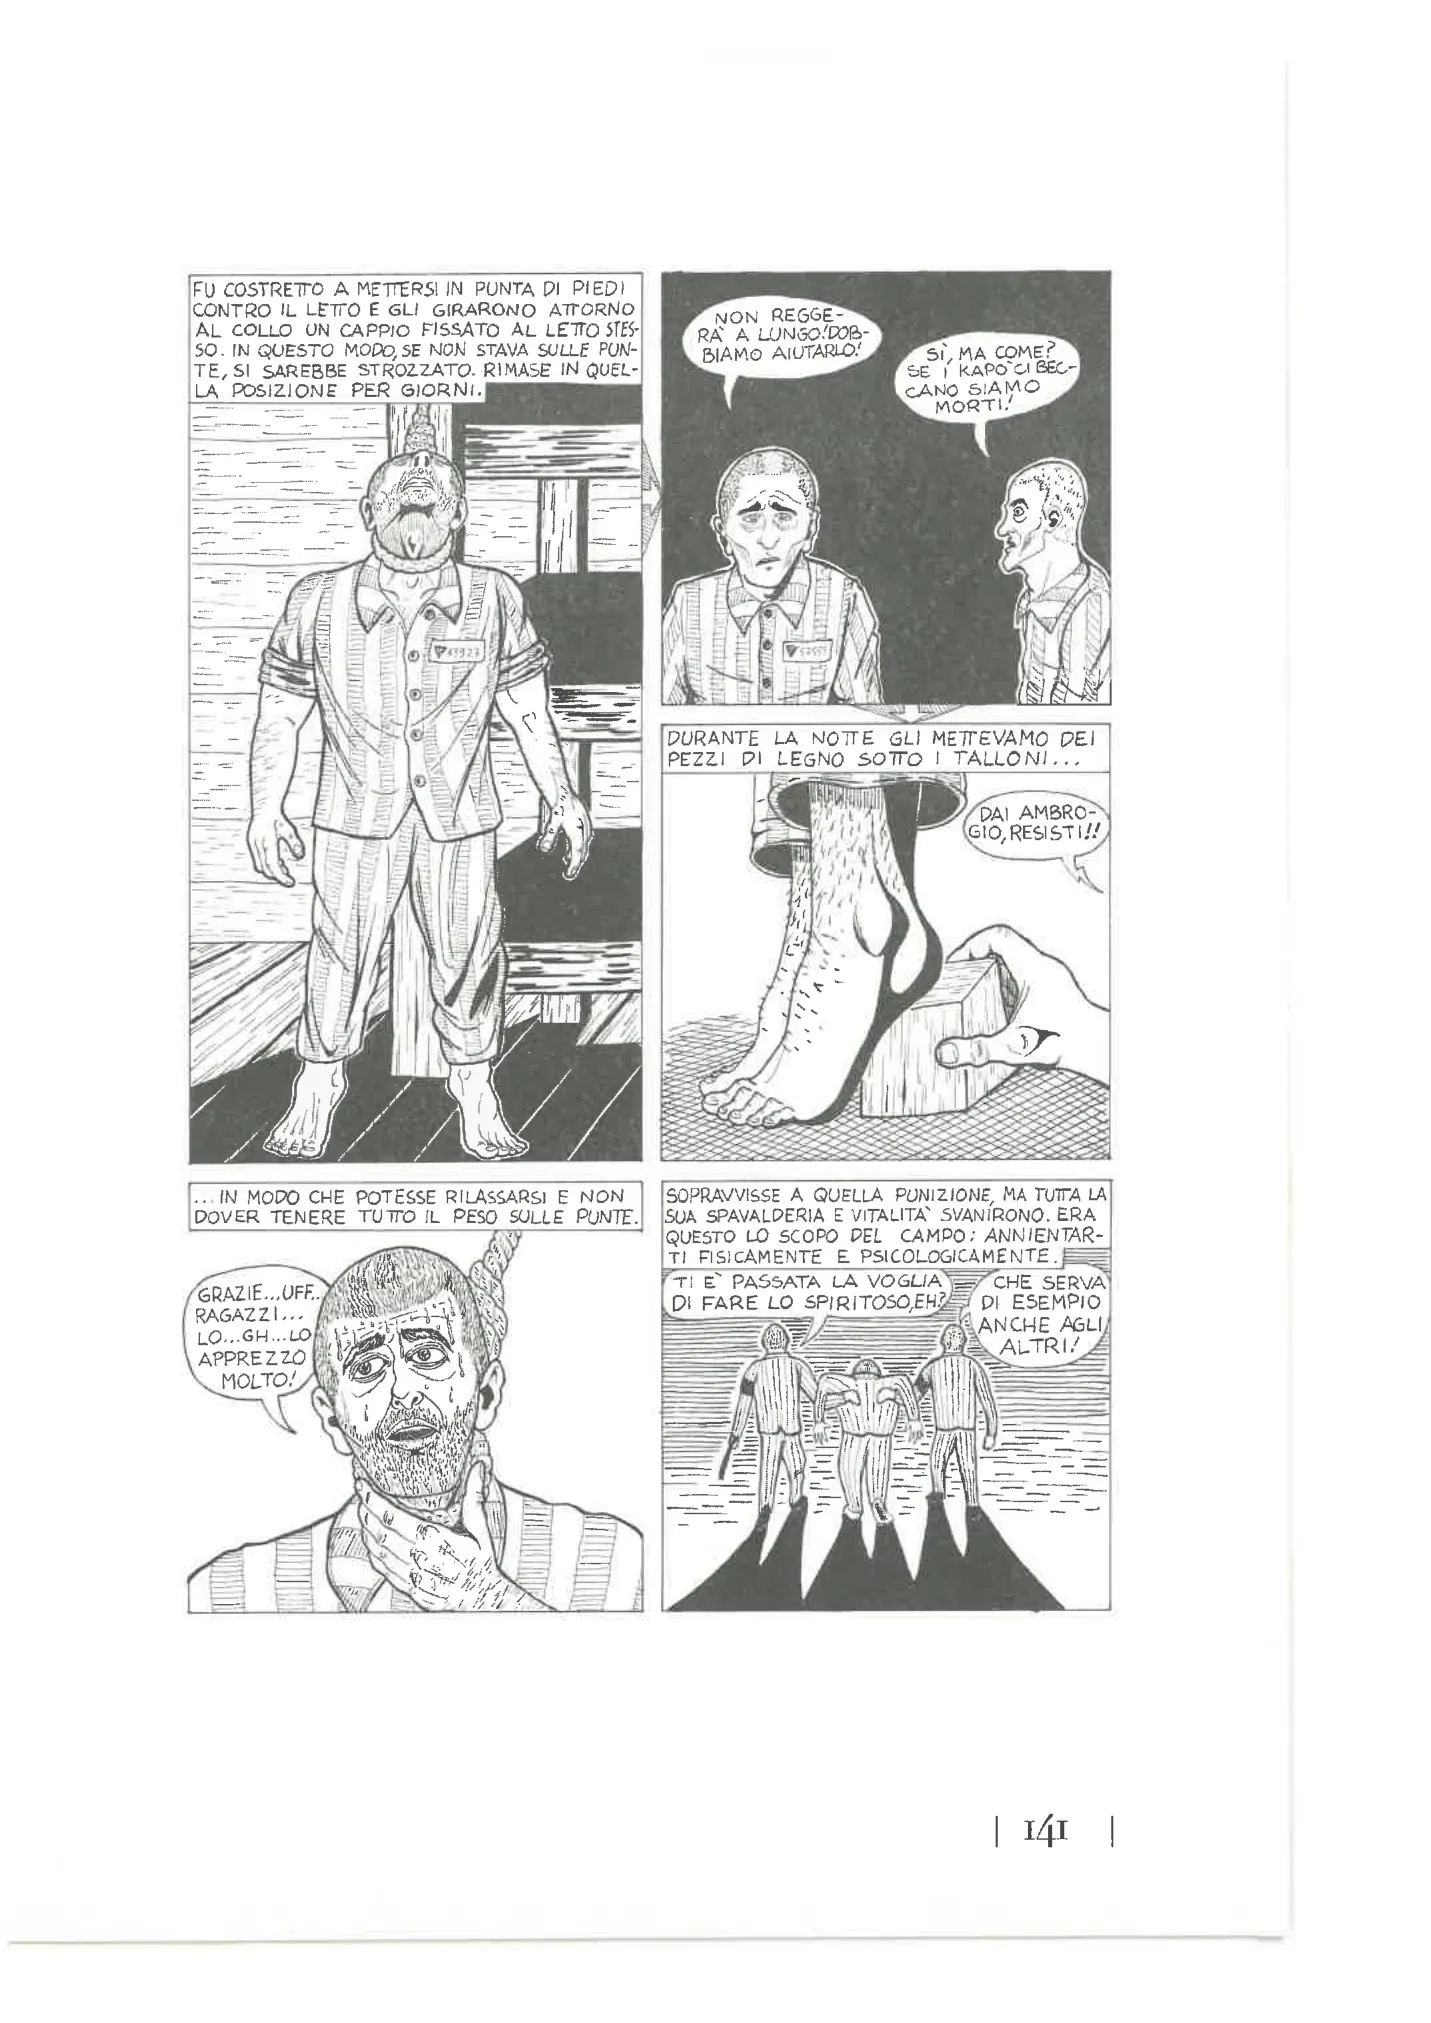 FU COSTRETTO A METTERSI IN PUNTA DI PIEDI
CONTRO IL LETTO E GLI GIRARONO ATTORNO
AL COLLO UN CAPPIO FISSATO AL LETTO STES-
SO. IN QUESTO MODO, SE NON STAVA SULLE PUN-
TE, SI SAREBBE STROZZATO. RIMASE IN QUEL-
LA POSIZIONE PER GIORNI.
NON REGGE-
RÀ A LUNGO! DOB-
BIAMO AIUTARLO!
SÌ, MA COME?
SE I KAPÒ CI BEC-
CANO SIAMO
MORTI!
DURANTE LA NOTTE GLI METTEVAMO DEI
PEZZI DI LEGNO SOTTO I TALLONI...
DAI AMBRO-
GIO, RESISTI!!
...IN MODO CHE POTESSE RILASSARSI E NON
DOVER TENERE TUTTO IL PESO SULLE PUNTE.
GRAZIE...UFF..
RAGAZZI...
LO...GH...LO
APPREZZO
MOLTO!
SOPRAVVISSE A QUELLA PUNIZIONE, MA TUTTA LA
SUA SPAVALDERIA E VITALITÀ SVANIRONO. ERA
QUESTO LO SCOPO DEL CAMPO: ANNIENTAR-
TI FISICAMENTE E PSICOLOGICAMENTE.
TI È PASSATA LA VOGLIA
DI FARE LO SPIRITOSO, EH?
CHE SERVA
DI ESEMPIO
ANCHE AGLI
ALTRI!
| 141 |